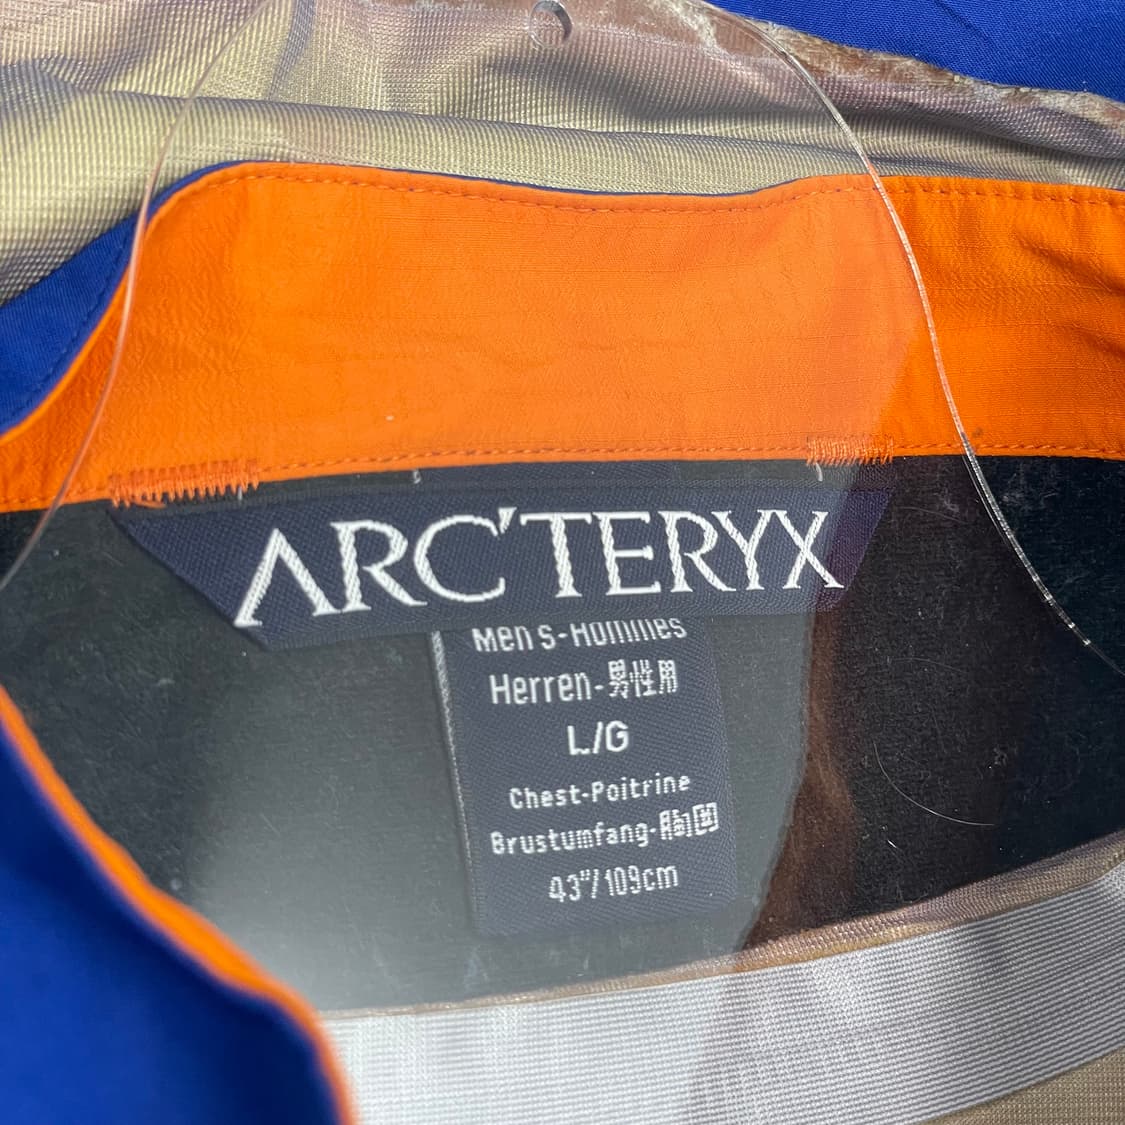 ARC'TERYX
Men's-Hommes
Herren-男性用
L/G
Chest-Poitrine
Brustumfang-胸囲
43"/109cm